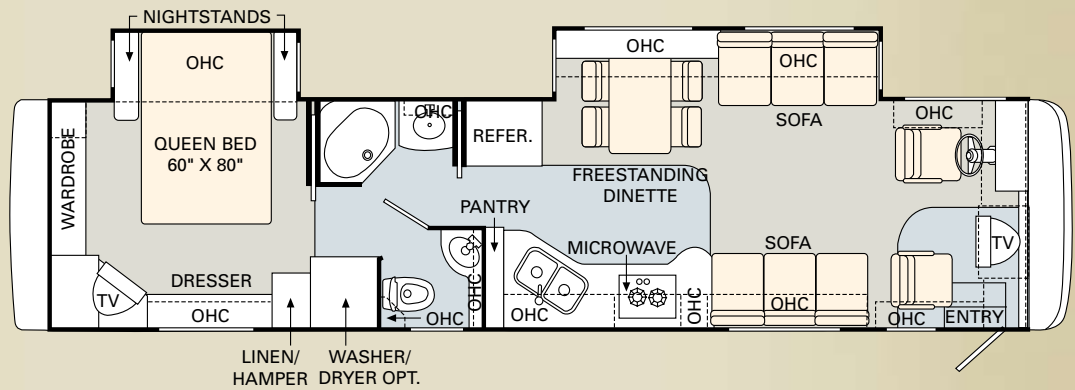 NIGHTSTANDS
OHC
QUEEN BED
60" X 80"
WARDROBE
TV
DRESSER
OHC
LINEN/
HAMPER
WASHER/
DRYER OPT.
OHC
REFER.
OHC
OHC
PANTRY
OHC
OHC
FREESTANDING
DINETTE
OHC
SOFA
MICROWAVE
OHC
SOFA
OHC
OHC
TV
OHC
ENTRY